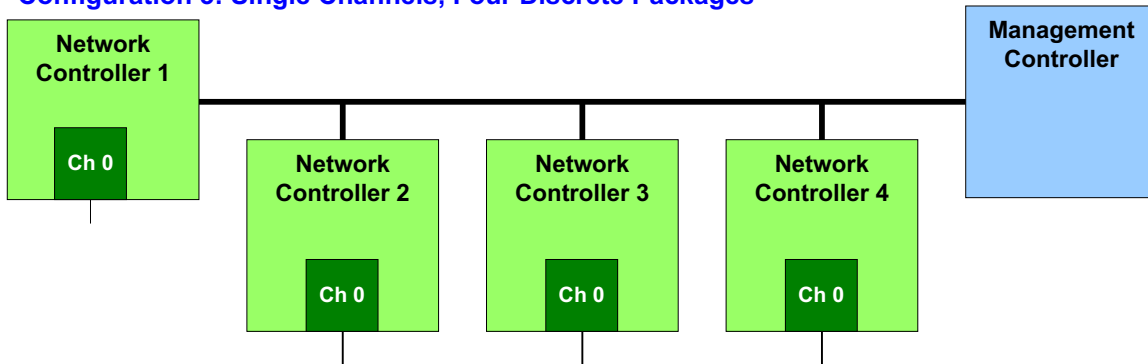 Configuration 3: Single Channels, Four Discrete Packages
Network
Controller 1
Ch 0
Management
Controller
Network
Controller 2
Ch 0
Network
Controller 3
Ch 0
Network
Controller 4
Ch 0